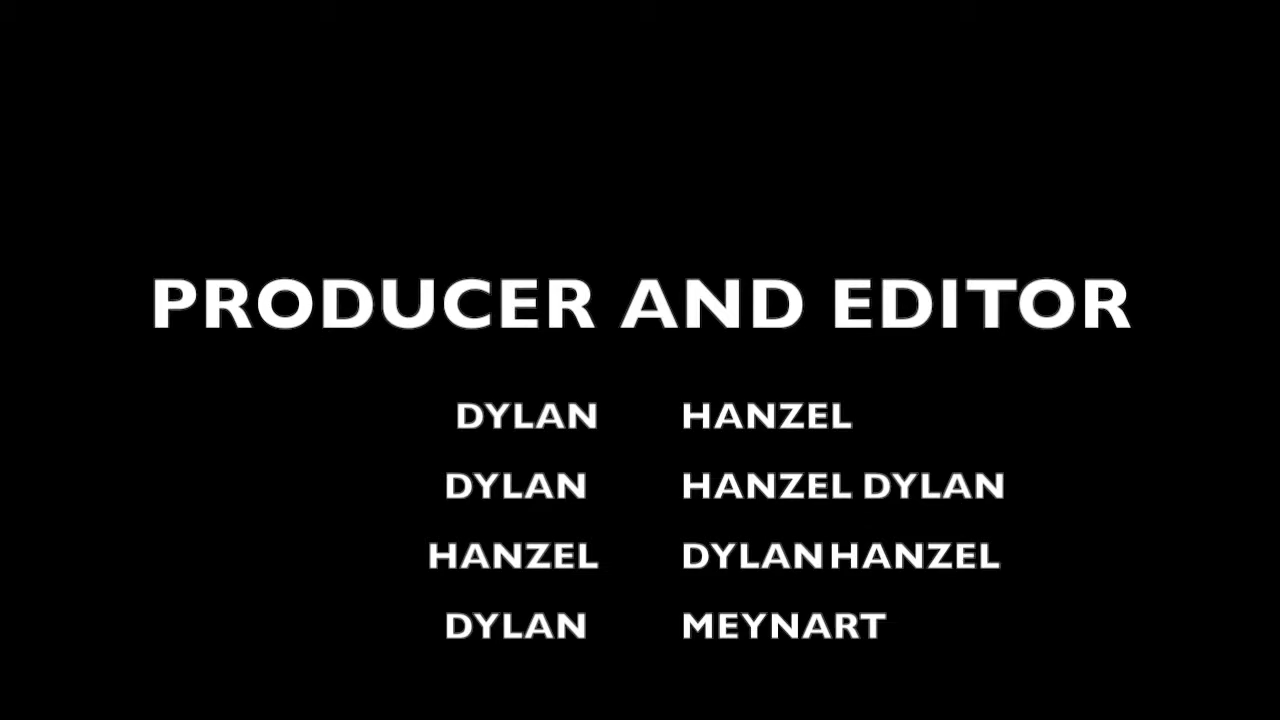 PRODUCER AND EDITOR
DYLAN HANZEL
DYLAN HANZEL DYLAN
HANZEL DYLANHANZEL
DYLAN MEYNART